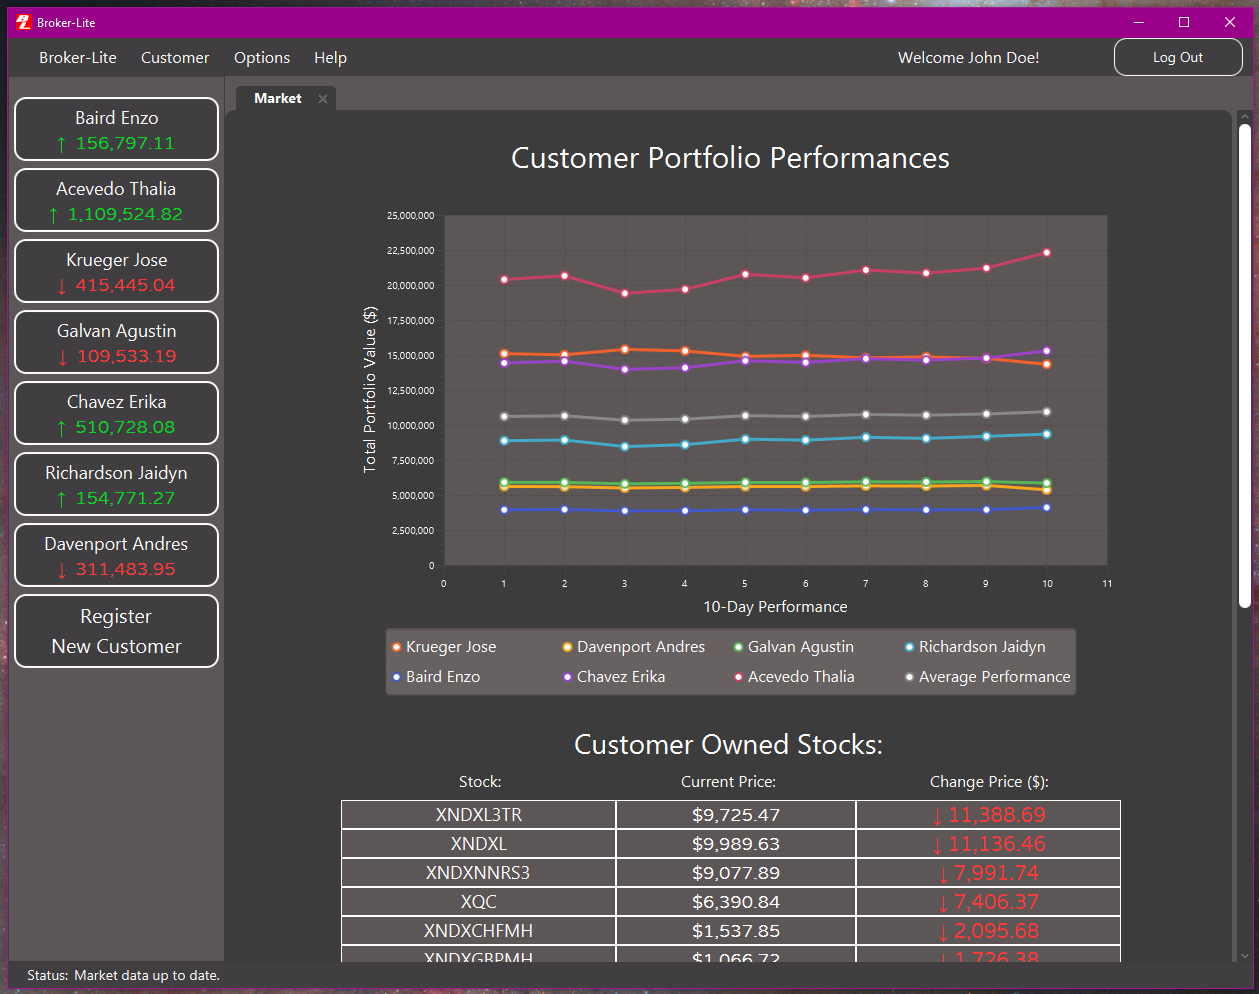 Broker-Lite
Broker-Lite Customer Options Help Welcome John Doe! Log Out
Market
Baird Enzo
↑ 156,797.11
Acevedo Thalia
↑ 1,109,524.82
Krueger Jose
↓ 415,445.04
Galvan Agustin
↓ 109,533.19
Chavez Erika
↑ 510,728.08
Richardson Jaidyn
↑ 154,771.27
Davenport Andres
↓ 311,483.95
Register
New Customer
Customer Portfolio Performances
Total Portfolio Value ($)
25,000,000
22,500,000
20,000,000
17,500,000
15,000,000
12,500,000
10,000,000
7,500,000
5,000,000
2,500,000
0
0 1 2 3 4 5 6 7 8 9 10 11
10-Day Performance
Krueger Jose Davenport Andres Galvan Agustin Richardson Jaidyn
Baird Enzo Chavez Erika Acevedo Thalia Average Performance
Customer Owned Stocks:
Stock: Current Price: Change Price ($):
XNDXL3TR $9,725.47 ↓ 11,388.69
XNDXL $9,989.63 ↓ 11,136.46
XNDXNNRS3 $9,077.89 ↓ 7,991.74
XQC $6,390.84 ↓ 7,406.37
XNDXCHFMH $1,537.85 ↓ 2,095.68
XNDXGBPMH $1,066.72 ↓ 1,726.38
Status: Market data up to date.